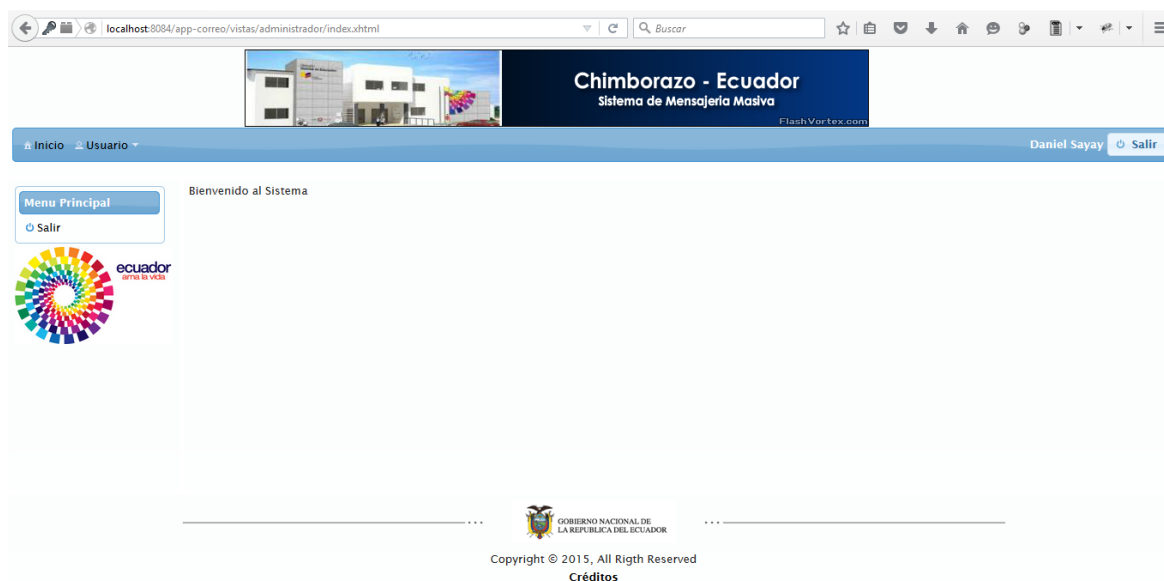 localhost:8084/app-correo/vistas/administrador/index.xhtml
Buscar
Chimborazo - Ecuador
Sistema de Mensajeria Masiva
FlashVortex.com
Inicio Usuario
Daniel Sayay Salir
Menu Principal
Salir
Bienvenido al Sistema
ecuador
ama la vida
GOBIERNO NACIONAL DE
LA REPUBLICA DEL ECUADOR
Copyright © 2015, All Rigth Reserved
Créditos